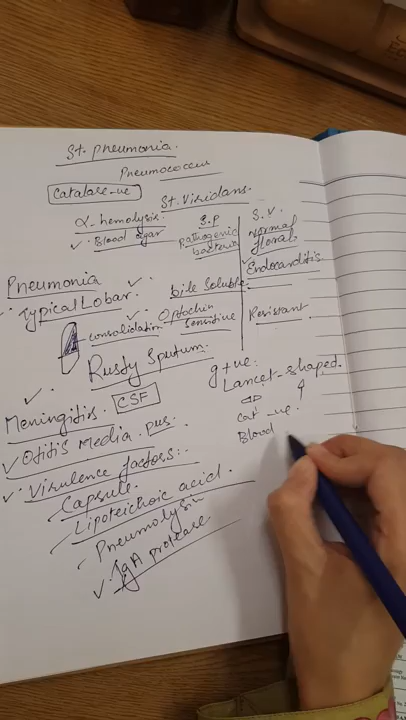 St. pneumonia.
Pneumococcus
Catalase -ve
St. Viridans.
α-hemolysis.
Blood agar
S.P
Pathogenic
bacteria
S.V.
Normal
floral.
Endocarditis
Pneumonia
Typical Lobar.
bile Soluble
Consolidation
Optochin
Sensitive
Resistant
Rusty Sputum.
g +ve.
Lancet-shaped.
Meningitis.
CSF
cat -ve.
Otitis Media. pus.
Blood
Virulence factors:-
Capsule.
Lipoteichoic acid.
Pneumolysin
IgA protease